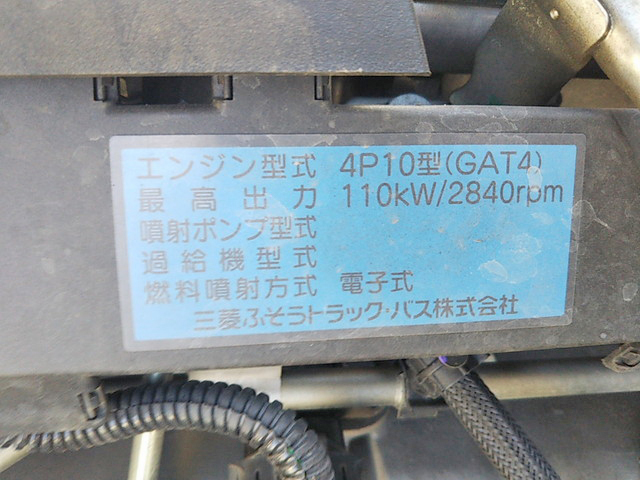 エンジン型式 4P10型(GAT4)
最高出力 110kW/2840rpm
噴射ポンプ型式
過給機型式
燃料噴射方式 電子式
三菱ふそうトラック・バス株式会社